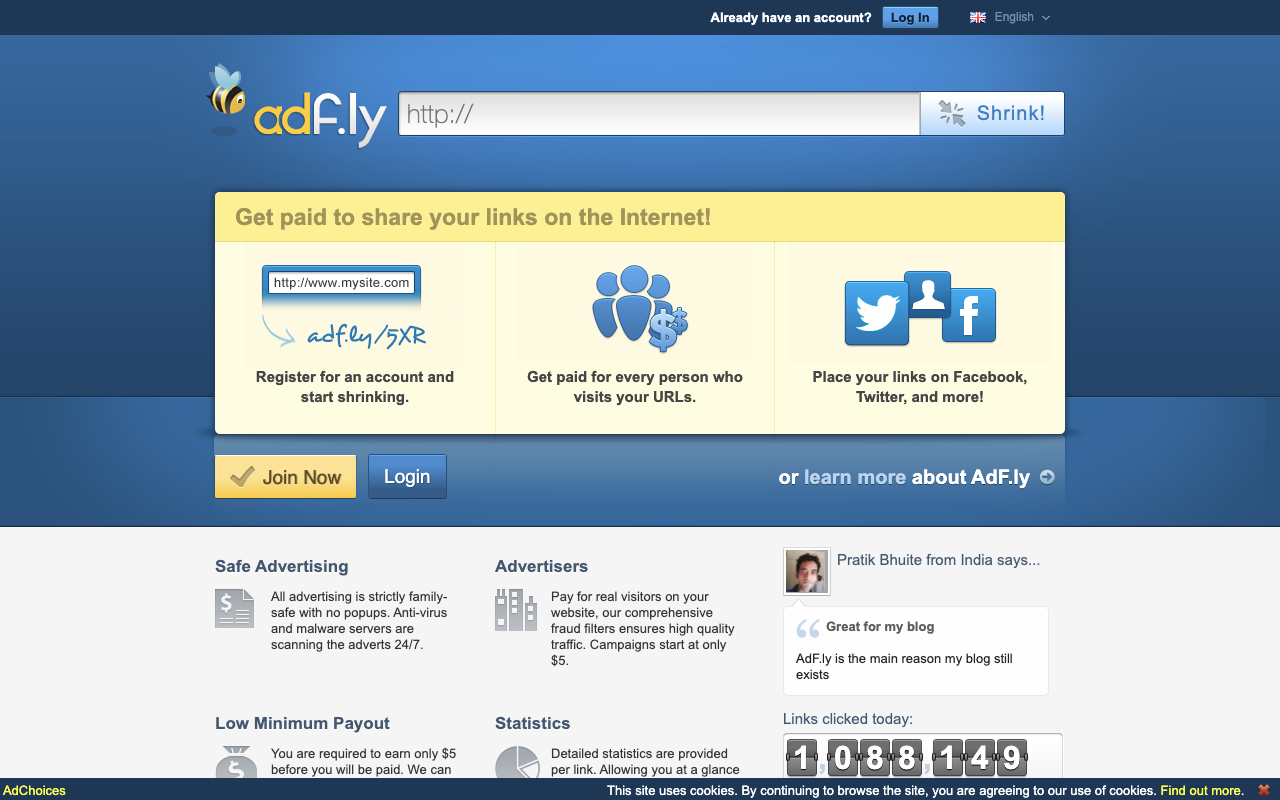 Already have an account?
Log In
English
adf.ly
http://
Shrink!
Get paid to share your links on the Internet!
http://www.mysite.com
adf.ly/5XR
Register for an account and
start shrinking.
Get paid for every person who
visits your URLs.
Place your links on Facebook,
Twitter, and more!
Join Now
Login
or learn more about AdF.ly
Safe Advertising
All advertising is strictly family-
safe with no popups. Anti-virus
and malware servers are
scanning the adverts 24/7.
Advertisers
Pay for real visitors on your
website, our comprehensive
fraud filters ensures high quality
traffic. Campaigns start at only
$5.
Pratik Bhuite from India says...
Great for my blog
AdF.ly is the main reason my blog still
exists
Low Minimum Payout
You are required to earn only $5
before you will be paid. We can
Statistics
Detailed statistics are provided
per link. Allowing you at a glance
Links clicked today:
1,088,149
AdChoices
This site uses cookies. By continuing to browse the site, you are agreeing to our use of cookies. Find out more.